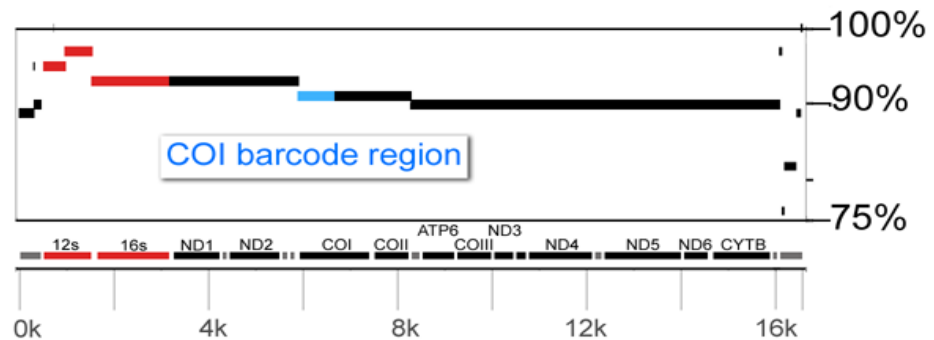 100%
90%
COI barcode region
75%
ATP6 ND3
12s 16s ND1 ND2 COI COII COIII ND4 ND5 ND6 CYTB
0k 4k 8k 12k 16k